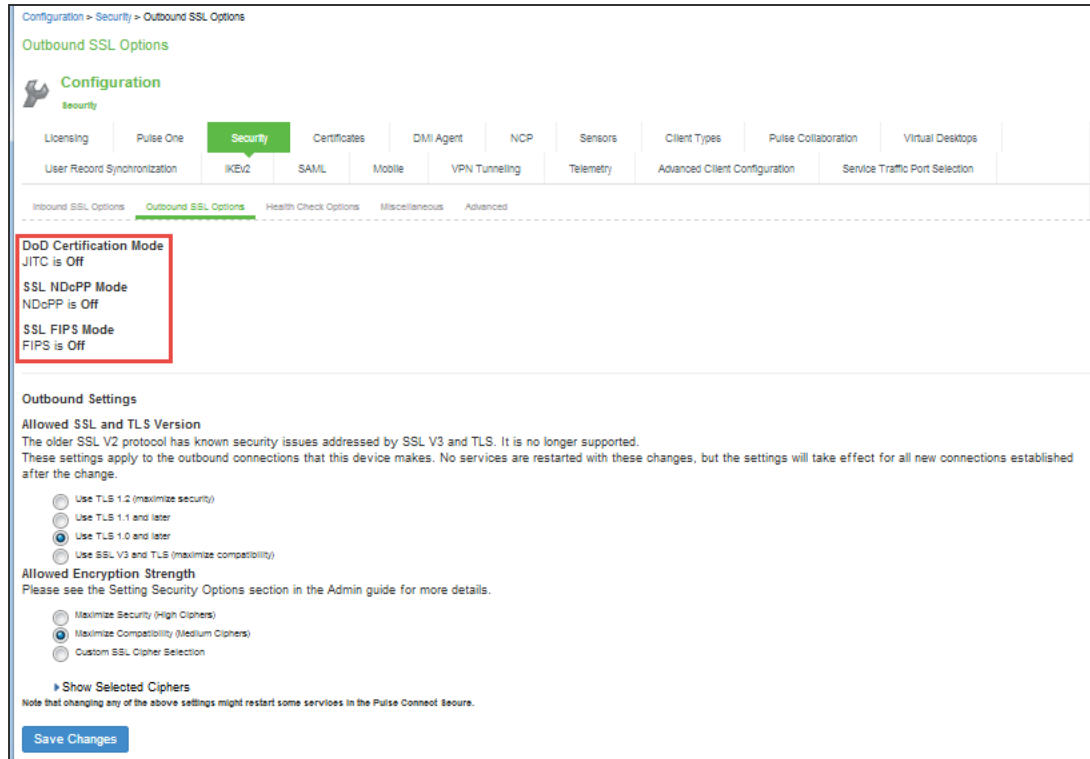 Configuration > Security > Outbound SSL Options
Outbound SSL Options
Configuration
Security
Licensing Pulse One Security Certificates DMI Agent NCP Sensors Client Types Pulse Collaboration Virtual Desktops
User Record Synchronization IKEv2 SAML Mobile VPN Tunneling Telemetry Advanced Client Configuration Service Traffic Port Selection
Inbound SSL Options Outbound SSL Options Health Check Options Miscellaneous Advanced
DoD Certification Mode
JITC is Off
SSL NDcPP Mode
NDcPP is Off
SSL FIPS Mode
FIPS is Off
Outbound Settings
Allowed SSL and TLS Version
The older SSL V2 protocol has known security issues addressed by SSL V3 and TLS. It is no longer supported.
These settings apply to the outbound connections that this device makes. No services are restarted with these changes, but the settings will take effect for all new connections established
after the change.
Use TLS 1.2 (maximize security)
Use TLS 1.1 and later
Use TLS 1.0 and later
Use SSL V3 and TLS (maximize compatibility)
Allowed Encryption Strength
Please see the Setting Security Options section in the Admin guide for more details.
Maximize Security (High Ciphers)
Maximize Compatibility (Medium Ciphers)
Custom SSL Cipher Selection
Show Selected Ciphers
Note that changing any of the above settings might restart some services in the Pulse Connect Secure.
Save Changes